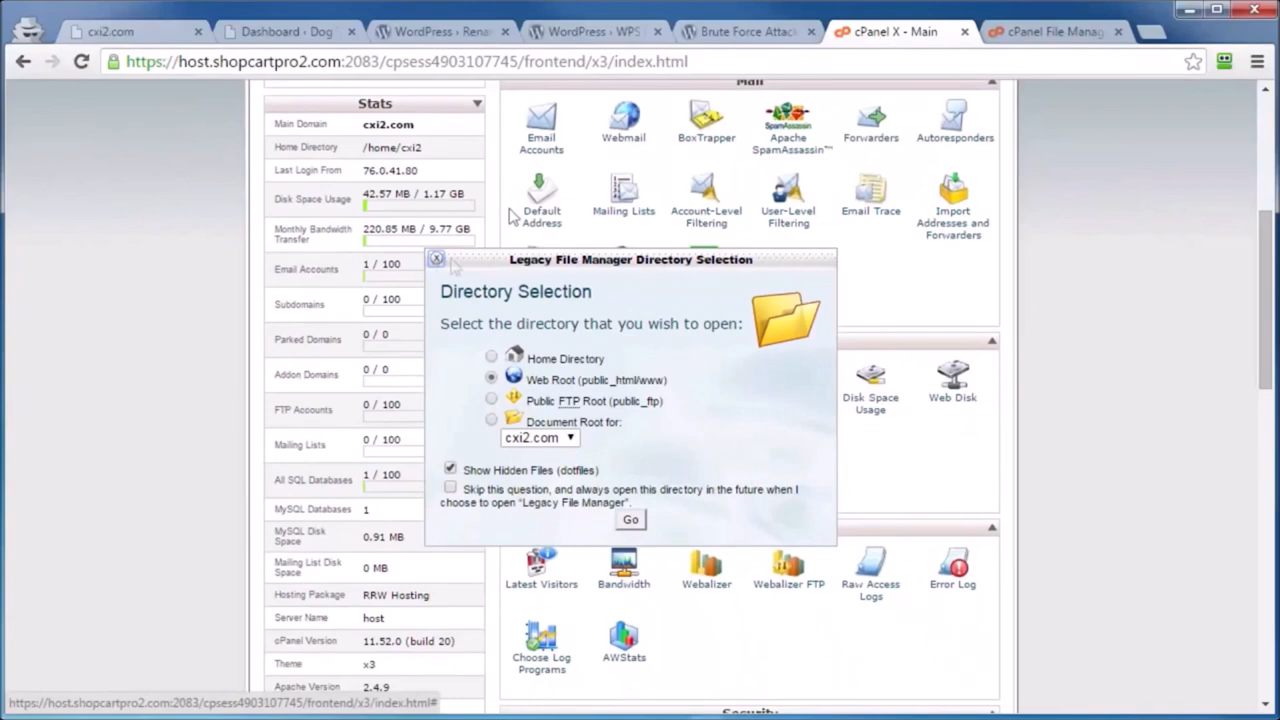 cxi2.com
Dashboard ‹ Dog
WordPress › Rena
WordPress › WPS
Brute Force Attack
cPanel X - Main
cPanel File Manag
https://host.shopcartpro2.com:2083/cpsess4903107745/frontend/x3/index.html
Stats
Main Domain cxi2.com
Home Directory /home/cxi2
Last Login From 76.0.41.80
Disk Space Usage 42.57 MB / 1.17 GB
Monthly Bandwidth Transfer 220.85 MB / 9.77 GB
Email Accounts 1 / 100
Subdomains 0 / 100
Parked Domains 0 / 0
Addon Domains 0 / 0
FTP Accounts 0 / 100
Mailing Lists 0 / 100
All SQL Databases 1 / 100
MySQL Databases 1
MySQL Disk Space 0.91 MB
Mailing List Disk Space 0 MB
Hosting Package RRW Hosting
Server Name host
cPanel Version 11.52.0 (build 20)
Theme x3
Apache Version 2.4.9
Mail
Email Accounts
Webmail
BoxTrapper
Apache SpamAssassin™
Forwarders
Autoresponders
Default Address
Mailing Lists
Account-Level Filtering
User-Level Filtering
Email Trace
Import Addresses and Forwarders
Legacy File Manager Directory Selection
Directory Selection
Select the directory that you wish to open:
Home Directory
Web Root (public_html/www)
Public FTP Root (public_ftp)
Document Root for:
cxi2.com
Show Hidden Files (dotfiles)
Skip this question, and always open this directory in the future when I
choose to open “Legacy File Manager”.
Go
Disk Space Usage
Web Disk
Latest Visitors
Bandwidth
Webalizer
Webalizer FTP
Raw Access Logs
Error Log
Choose Log Programs
AWStats
Security
https://host.shopcartpro2.com:2083/cpsess4903107745/frontend/x3/index.html#